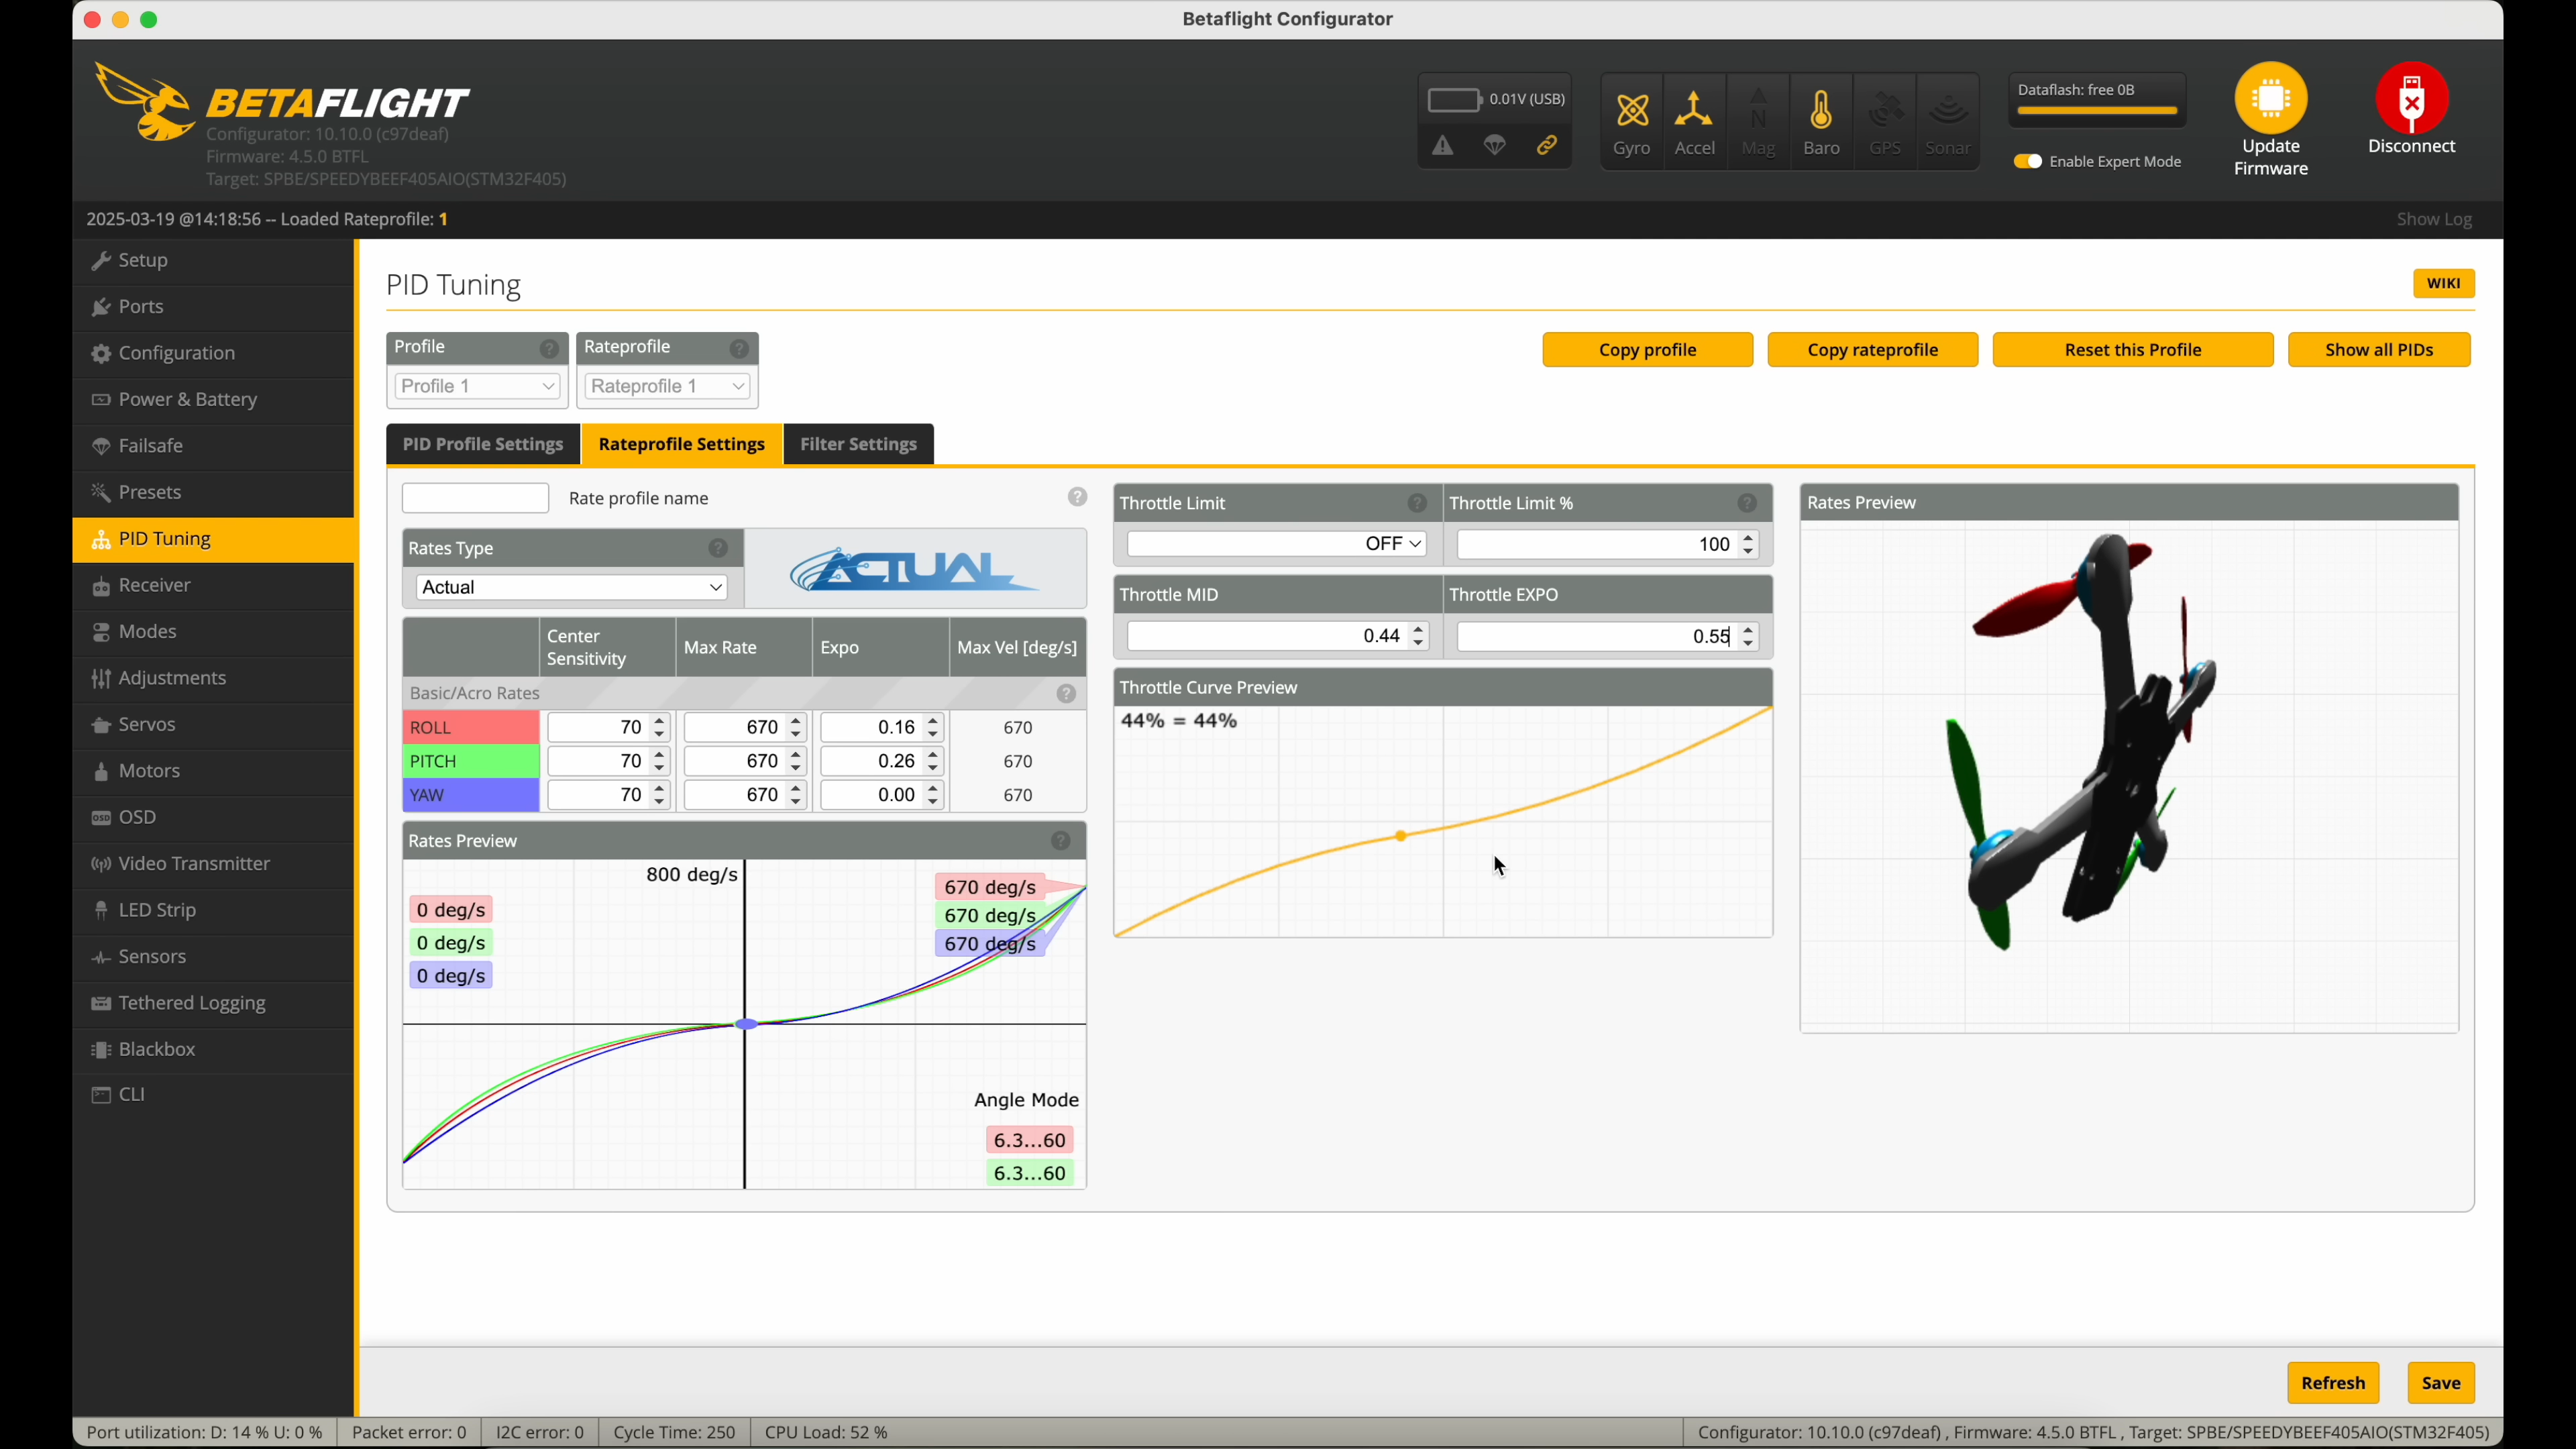 Betaflight Configurator
BETAFLIGHT
Configurator: 10.10.0 (c97deaf)
Firmware: 4.5.0 BTFL
Target: SPBE/SPEEDYBEEF405AIO(STM32F405)
0.01V (USB)
Gyro
Accel
N
Mag
Baro
GPS
Sonar
Dataflash: free 0B
Enable Expert Mode
Update
Firmware
Disconnect
2025-03-19 @14:18:56 -- Loaded Rateprofile: 1
Show Log
Setup
Ports
Configuration
Power & Battery
Failsafe
Presets
PID Tuning
Receiver
Modes
Adjustments
Servos
Motors
OSD OSD
Video Transmitter
LED Strip
Sensors
Tethered Logging
Blackbox
CLI
PID Tuning
WIKI
Profile ?
Profile 1
Rateprofile ?
Rateprofile 1
Copy profile
Copy rateprofile
Reset this Profile
Show all PIDs
PID Profile Settings
Rateprofile Settings
Filter Settings
Rate profile name ?
Rates Type ?
Actual
ACTUAL
Center
Sensitivity
Max Rate
Expo
Max Vel [deg/s]
Basic/Acro Rates ?
ROLL 70 670 0.16 670
PITCH 70 670 0.26 670
YAW 70 670 0.00 670
Rates Preview ?
800 deg/s
0 deg/s
0 deg/s
0 deg/s
670 deg/s
670 deg/s
670 deg/s
Angle Mode
6.3...60
6.3...60
Throttle Limit ?
OFF
Throttle Limit % ?
100
Throttle MID
0.44
Throttle EXPO
0.55
Throttle Curve Preview
44% = 44%
Rates Preview
Refresh
Save
Port utilization: D: 14 % U: 0 %
Packet error: 0
I2C error: 0
Cycle Time: 250
CPU Load: 52 %
Configurator: 10.10.0 (c97deaf) , Firmware: 4.5.0 BTFL , Target: SPBE/SPEEDYBEEF405AIO(STM32F405)